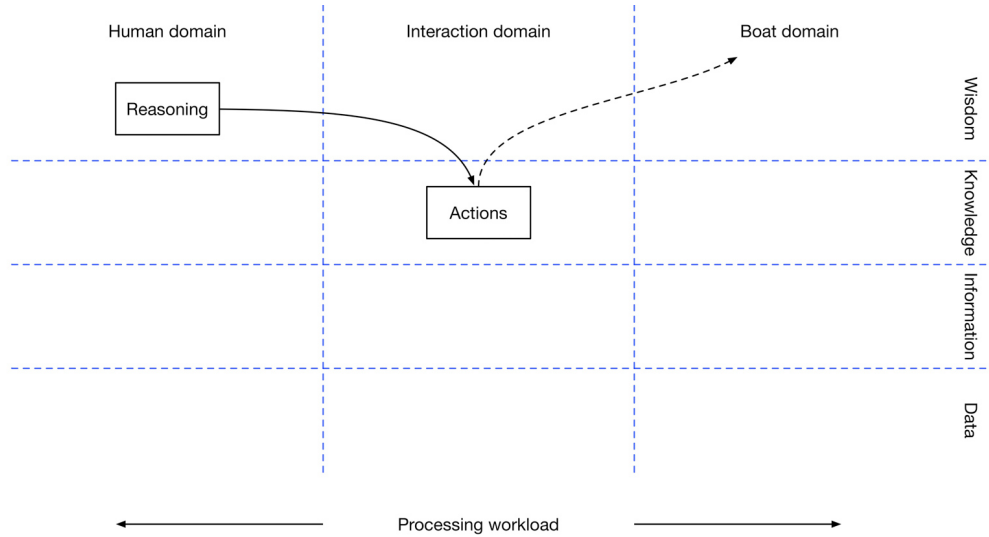 Human domain
Interaction domain
Boat domain
Reasoning
Wisdom
Actions
Knowledge
Information
Data
Processing workload